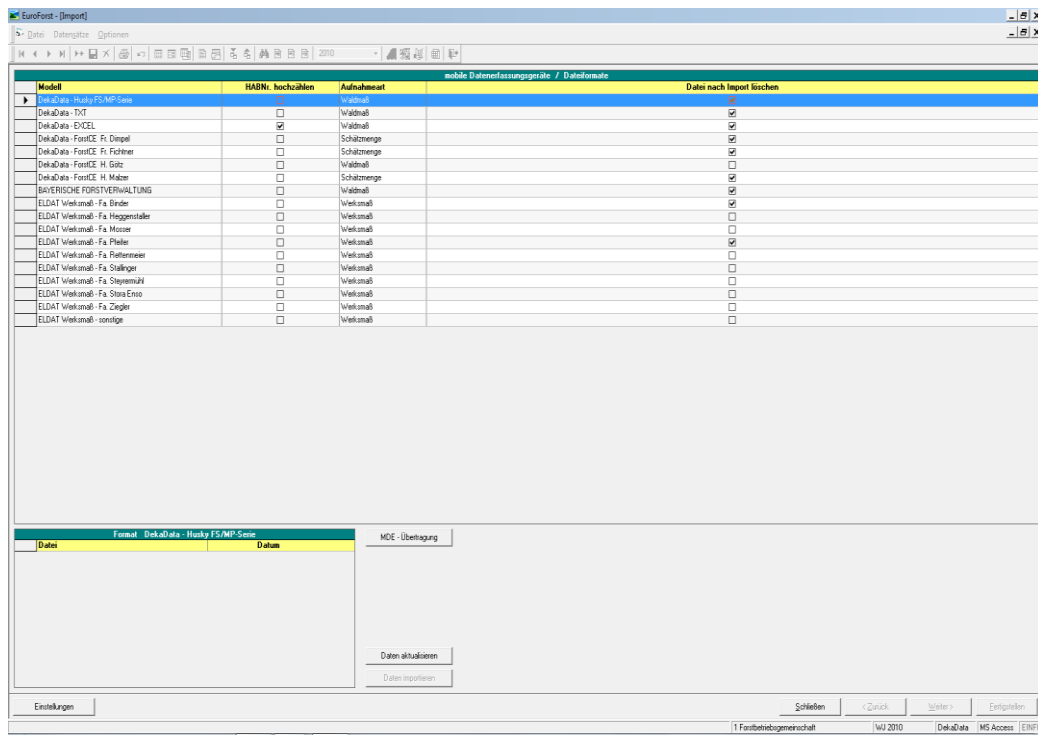 EuroForst - [Import]
Datei Datensätze Optionen
2010
mobile Datenerfassungsgeräte / Dateiformate
Modell HABNr. hochzählen Aufnahmeart Datei nach Import löschen
DekaData - Husky FS/MP-Serie Waldmaß
DekaData - TXT Waldmaß
DekaData - EXCEL Waldmaß
DekaData - ForstCE Fr. Dimpel Schätzmenge
DekaData - ForstCE Fr. Fichtner Schätzmenge
DekaData - ForstCE H. Götz Waldmaß
DekaData - ForstCE H. Malzer Schätzmenge
BAYERISCHE FORSTVERWALTUNG Waldmaß
ELDAT Werksmaß - Fa. Binder Werksmaß
ELDAT Werksmaß - Fa. Heggenstaller Werksmaß
ELDAT Werksmaß - Fa. Mosser Werksmaß
ELDAT Werksmaß - Fa. Pfeifer Werksmaß
ELDAT Werksmaß - Fa. Rettenmeier Werksmaß
ELDAT Werksmaß - Fa. Stallinger Werksmaß
ELDAT Werksmaß - Fa. Steyrermühl Werksmaß
ELDAT Werksmaß - Fa. Stora Enso Werksmaß
ELDAT Werksmaß - Fa. Ziegler Werksmaß
ELDAT Werksmaß - sonstige Werksmaß
Format DekaData - Husky FS/MP-Serie
Datei Datum
MDE - Übertragung
Daten aktualisieren
Daten importieren
Einstellungen Schließen < Zurück Weiter > Fertigstellen
1 Forstbetriebsgemeinschaft WJ 2010 DekaData MS Access EINF